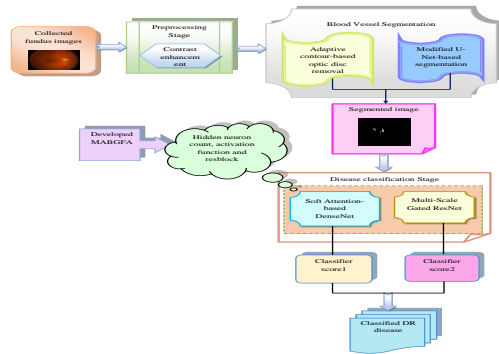 Collected
fundus images
Preprocessing
Stage
Contrast
enhancem
ent
Blood Vessel Segmentation
Adaptive
contour-based
optic disc
removal
Modified U-
Net-based
segmentation
Segmented image
Developed
MABGFA
Hidden neuron
count, activation
function and
resblock
Disease classification Stage
Soft Attention-
based
DenseNet
Multi-Scale
Gated ResNet
Classifier
score1
Classifier
score2
Classified DR
disease